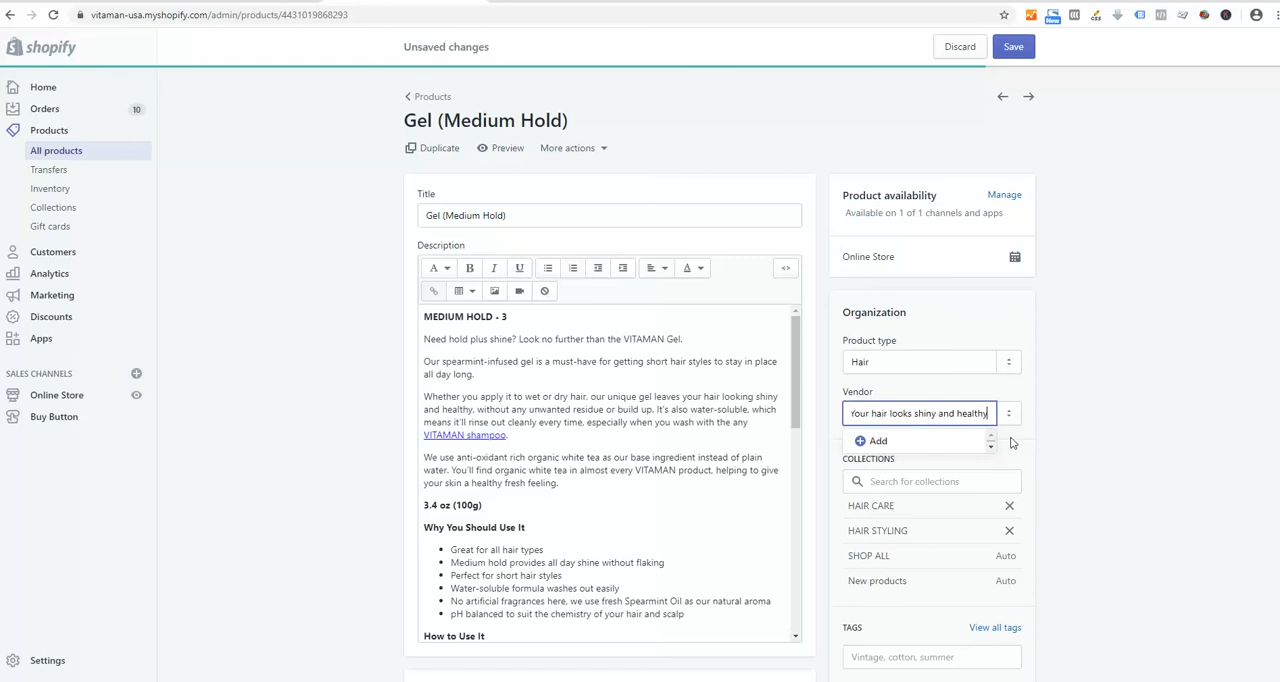 vitaman-usa.myshopify.com/admin/products/4431019868293
New
css
K
shopify
Unsaved changes
Discard
Save
Home
Orders
10
Products
All products
Transfers
Inventory
Collections
Gift cards
Customers
Analytics
Marketing
Discounts
Apps
SALES CHANNELS
Online Store
Buy Button
Settings
Products
Gel (Medium Hold)
Duplicate
Preview
More actions
Title
Gel (Medium Hold)
Description
A
B
I
U
A
<>
MEDIUM HOLD - 3
Need hold plus shine? Look no further than the VITAMAN Gel.
Our spearmint-infused gel is a must-have for getting short hair styles to stay in place
all day long.
Whether you apply it to wet or dry hair, our unique gel leaves your hair looking shiny
and healthy, without any unwanted residue or build up. It's also water-soluble, which
means it'll rinse out cleanly every time, especially when you wash with the any
VITAMAN shampoo.
We use anti-oxidant rich organic white tea as our base ingredient instead of plain
water. You'll find organic white tea in almost every VITAMAN product, helping to give
your skin a healthy fresh feeling.
3.4 oz (100g)
Why You Should Use It
Great for all hair types
Medium hold provides all day shine without flaking
Perfect for short hair styles
Water-soluble formula washes out easily
No artificial fragrances here, we use fresh Spearmint Oil as our natural aroma
pH balanced to suit the chemistry of your hair and scalp
How to Use It
Product availability
Manage
Available on 1 of 1 channels and apps
Online Store
Organization
Product type
Hair
Vendor
Your hair looks shiny and healthy
Add
COLLECTIONS
Search for collections
HAIR CARE
HAIR STYLING
SHOP ALL
Auto
New products
Auto
TAGS
View all tags
Vintage, cotton, summer